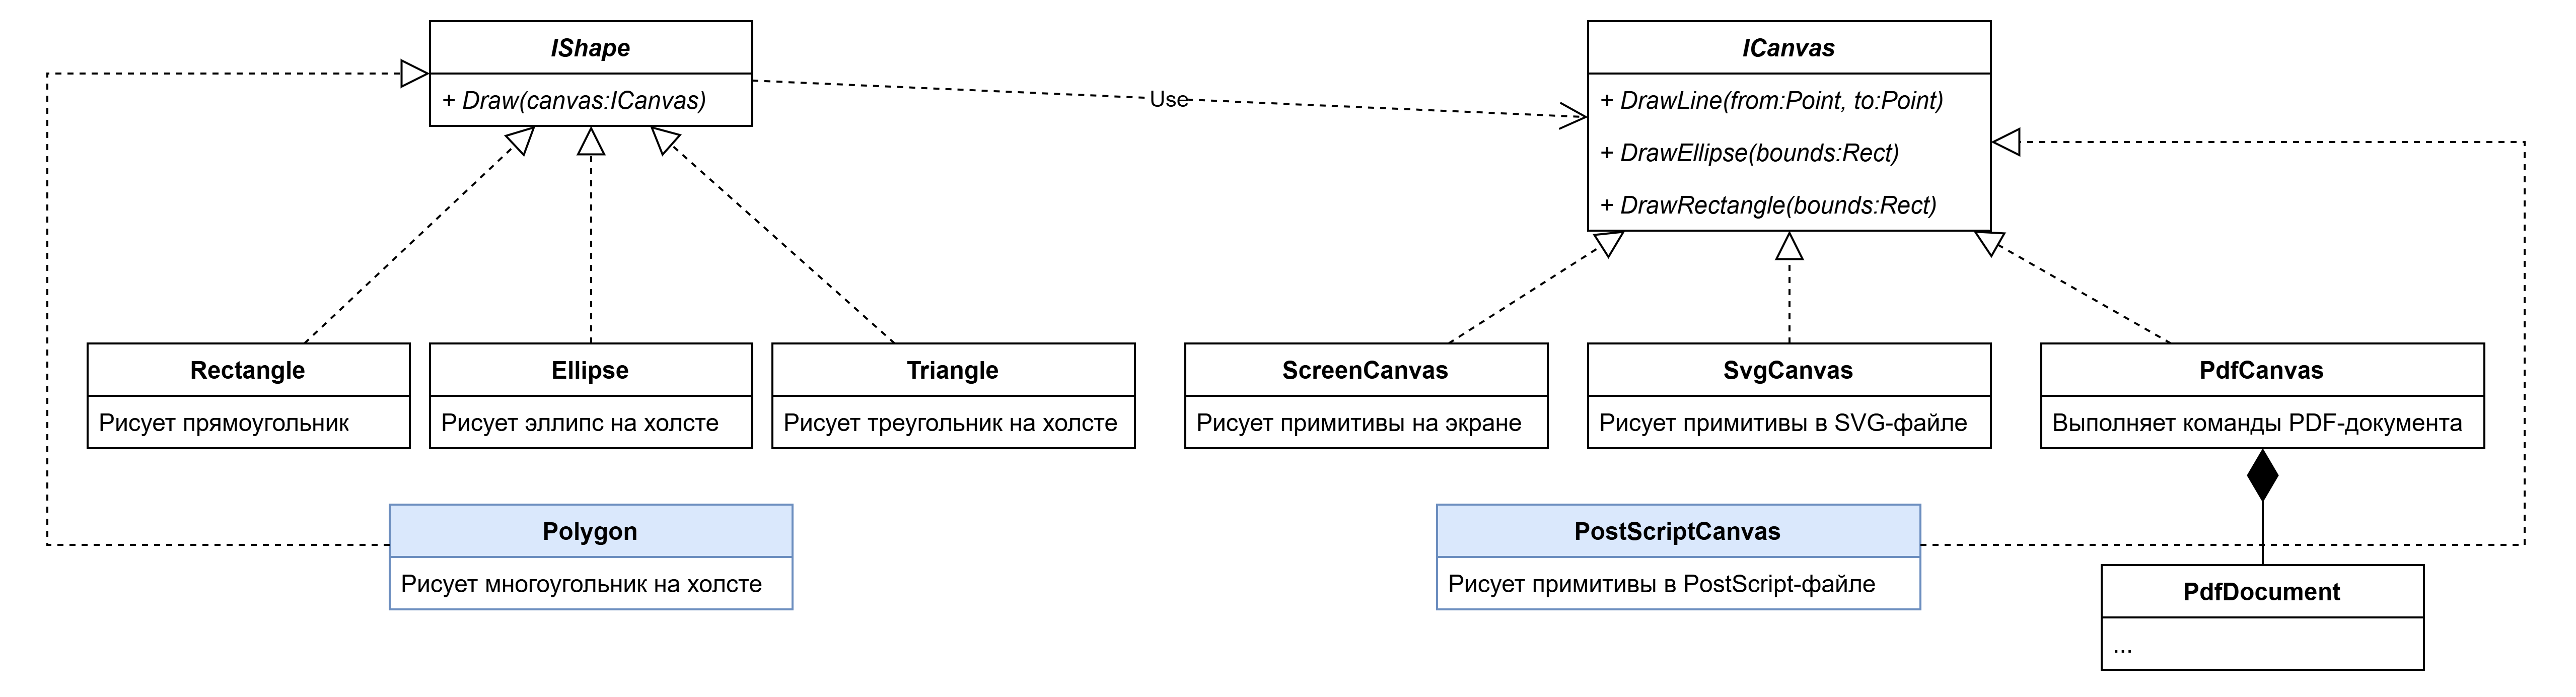 IShape
+ Draw(canvas:ICanvas)
Use
ICanvas
+ DrawLine(from:Point, to:Point)
+ DrawEllipse(bounds:Rect)
+ DrawRectangle(bounds:Rect)
Rectangle
Рисует прямоугольник
Ellipse
Рисует эллипс на холсте
Triangle
Рисует треугольник на холсте
ScreenCanvas
Рисует примитивы на экране
SvgCanvas
Рисует примитивы в SVG-файле
PdfCanvas
Выполняет команды PDF-документа
Polygon
Рисует многоугольник на холсте
PostScriptCanvas
Рисует примитивы в PostScript-файле
PdfDocument
...